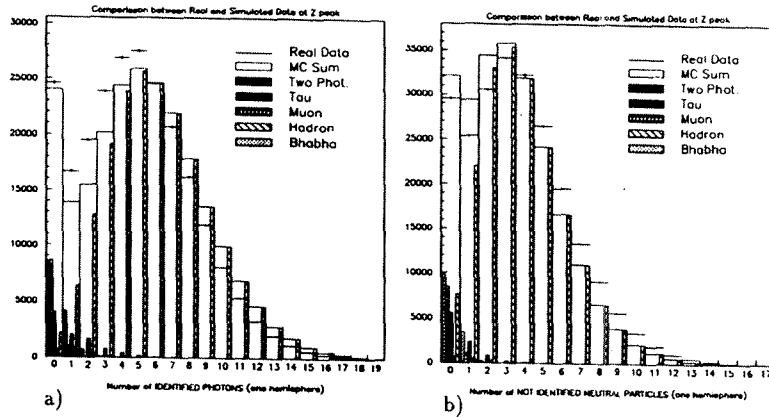 Comparison between Real and Simulated Data at Z peak
30000
25000
20000
15000
10000
5000
0
Real Data
MC Sum
Two Phot.
Tau
Muon
Hadron
Bhabha
0 1 2 3 4 5 6 7 8 9 10 11 12 13 14 15 16 17 18 19
a)
Number of IDENTIFIED PHOTONS (one hemisphere)
Comparison between Real and Simulated Data at Z peak
35000
30000
25000
20000
15000
10000
5000
0
Real Data
MC Sum
Two Phot.
Tau
Muon
Hadron
Bhabha
0 1 2 3 4 5 6 7 8 9 10 11 12 13 14 15 16 17
b)
Number of NOT IDENTIFIED NEUTRAL PARTICLES (one hemisphere)